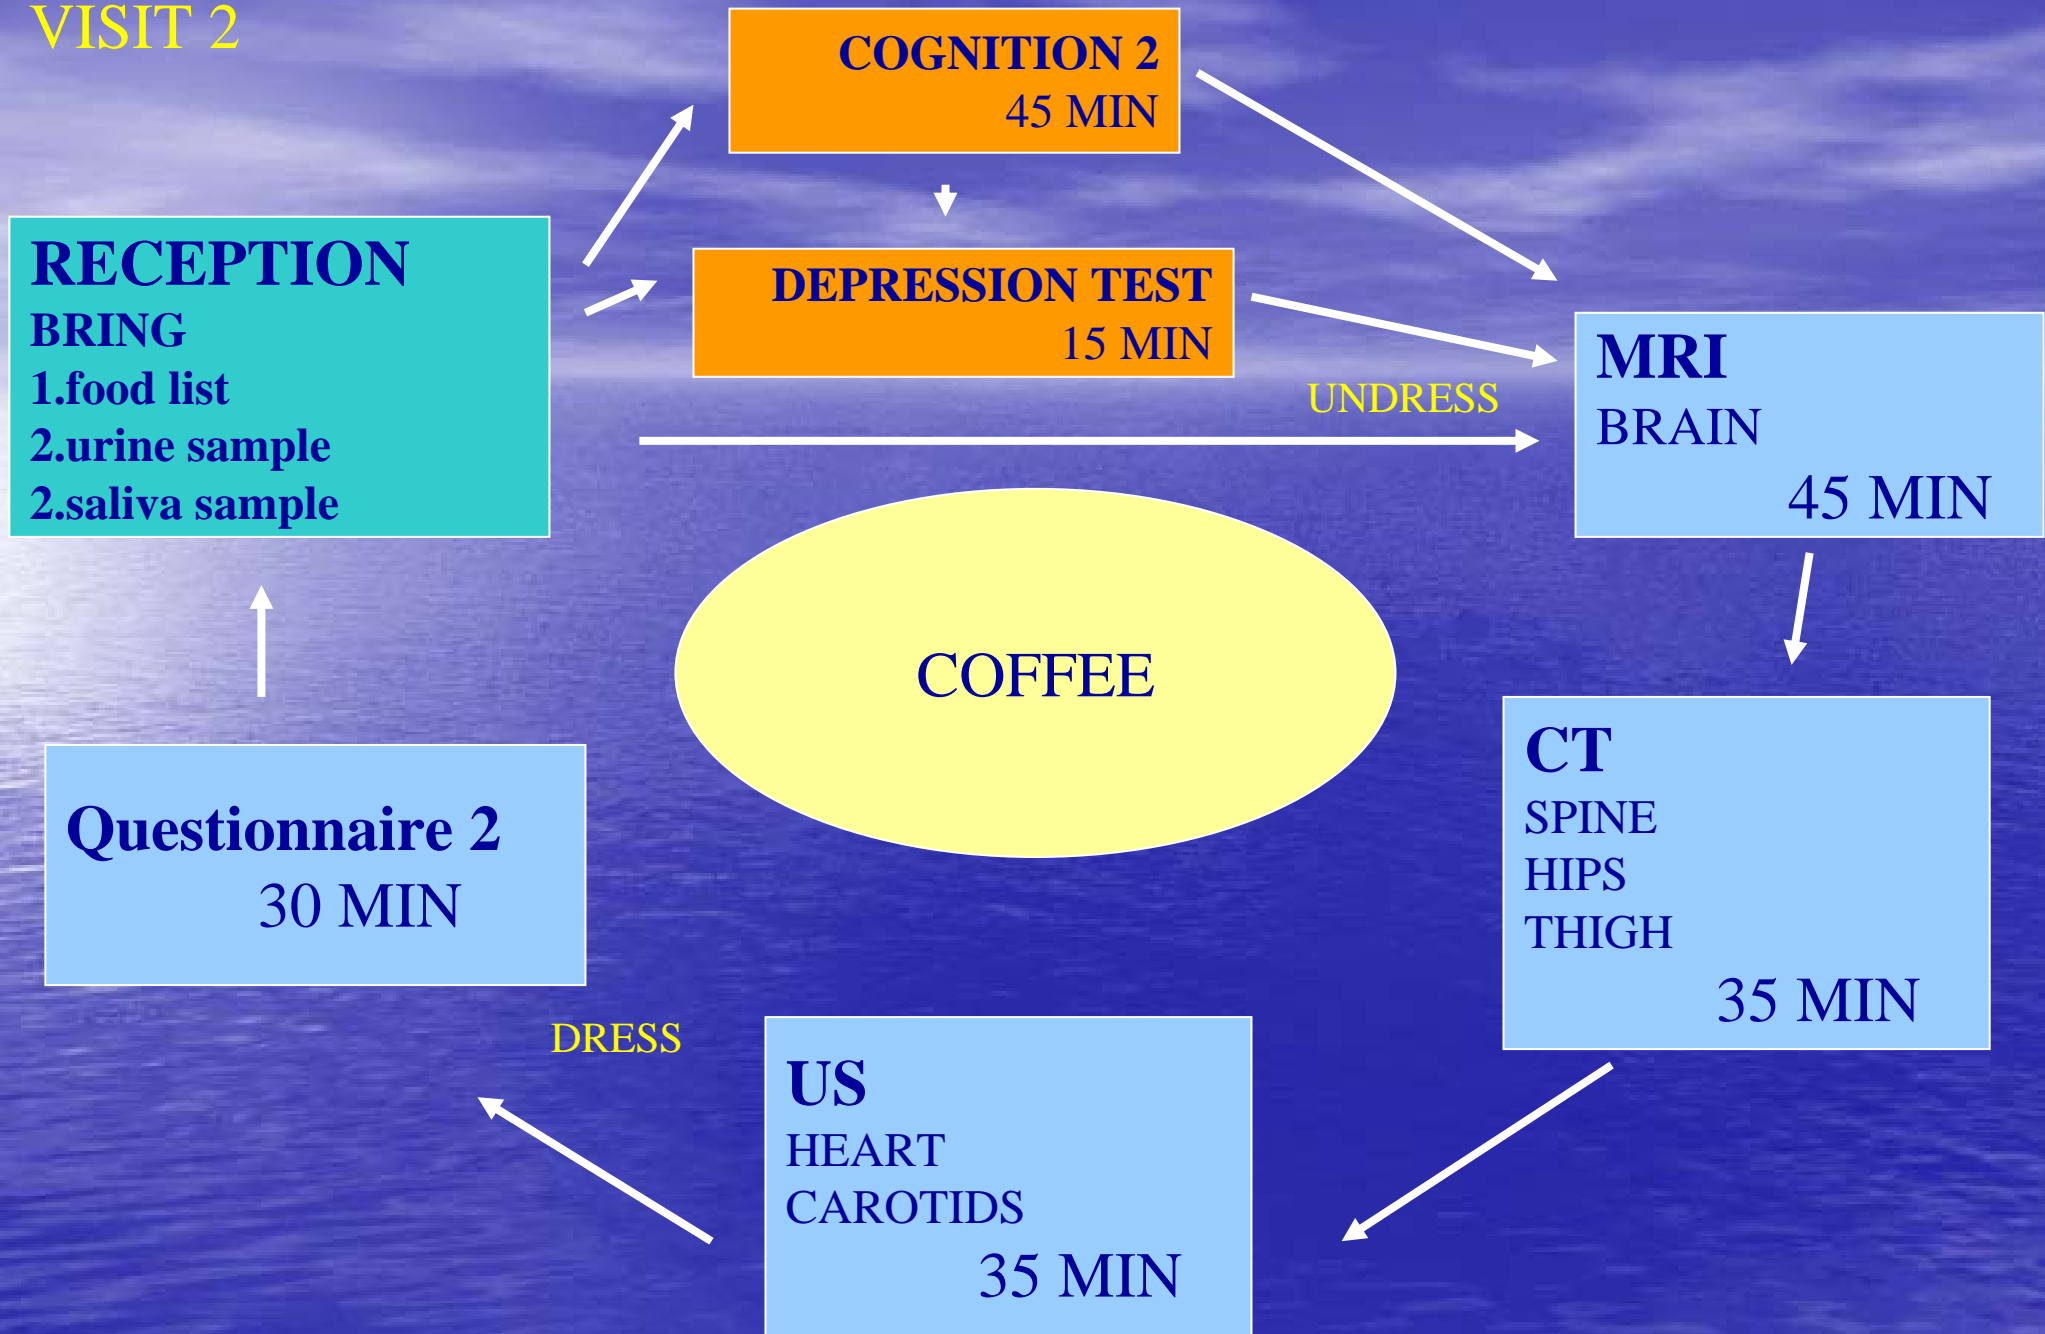 VISIT 2
COGNITION 2
45 MIN
RECEPTION
BRING
1.food list
2.urine sample
2.saliva sample
DEPRESSION TEST
15 MIN
UNDRESS
MRI
BRAIN
45 MIN
COFFEE
CT
SPINE
HIPS
THIGH
35 MIN
Questionnaire 2
30 MIN
DRESS
US
HEART
CAROTIDS
35 MIN